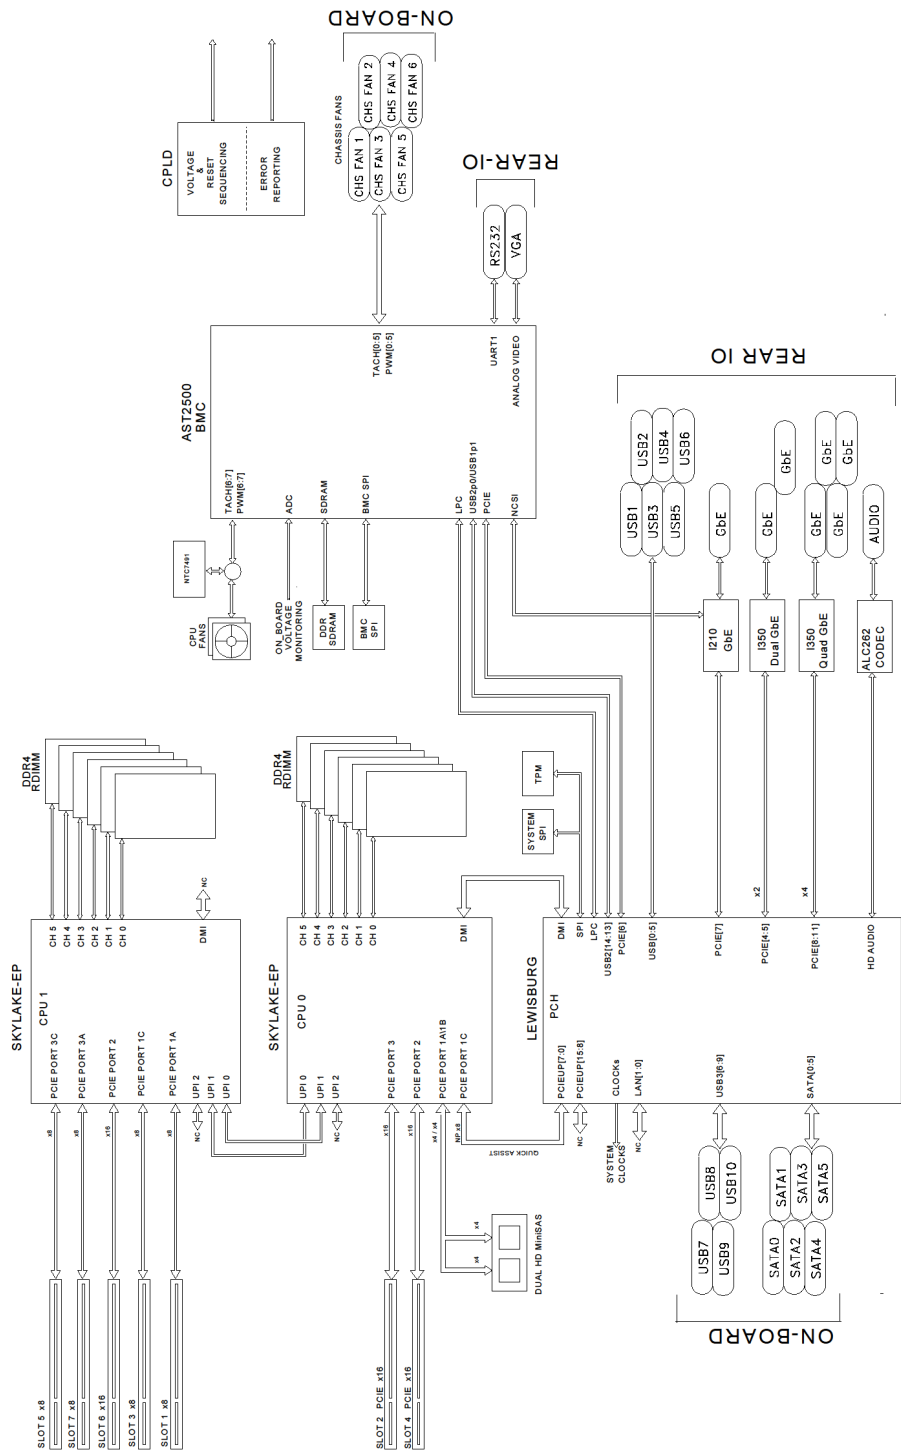 SLOT 5 x8
SLOT 7 x8
SLOT 6 x16
SLOT 3 x8
SLOT 1 x8
x8
x8
x16
x8
x8
SKYLAKE-EP
CPU 1
PCIE PORT 3C
PCIE PORT 3A
PCIE PORT 2
PCIE PORT 1C
PCIE PORT 1A
UPI 2
UPI 1
UPI 0
NC
CH 5
CH 4
CH 3
CH 2
CH 1
CH 0
DMI
NC
DDR4
RDIMM
SLOT 2 PCIE x16
SLOT 4 PCIE x16
x16
x16
x4 / x4
NP x8
x4
x4
DUAL HD MiniSAS
QUICK ASSIST
SKYLAKE-EP
CPU 0
UPI 0
UPI 1
UPI 2
NC
PCIE PORT 3
PCIE PORT 2
PCIE PORT 1A\1B
PCIE PORT 1C
CH 5
CH 4
CH 3
CH 2
CH 1
CH 0
DMI
DDR4
RDIMM
LEWISBURG
PCH
PCIEUP[7:0]
PCIEUP[15:8]
CLOCKs
LAN[1:0]
USB3[6:9]
SATA[0:5]
NC
SYSTEM
CLOCKS
NC
DMI
SPI
LPC
USB2[14:13]
PCIE[6]
USB[0:5]
PCIE[7]
PCIE[4:5]
PCIE[8:11]
HD AUDIO
x2
x4
SYSTEM
SPI
TPM
USB7
USB8
USB9
USB10
SATA0
SATA1
SATA2
SATA3
SATA4
SATA5
ON-BOARD
CPU
FANS
NTC7491
ON_BOARD
VOLTAGE
MONITORING
DDR
SDRAM
BMC
SPI
AST2500
BMC
TACH[6:7]
PWM[6:7]
ADC
SDRAM
BMC SPI
LPC
USB2p0/USB1p1
PCIE
NCSI
TACH[0:5]
PWM[0:5]
UART1
ANALOG VIDEO
CPLD
VOLTAGE
&
RESET
SEQUENCING
ERROR
REPORTING
CHASSIS FANS
CHS FAN 1
CHS FAN 2
CHS FAN 3
CHS FAN 4
CHS FAN 5
CHS FAN 6
ON-BOARD
RS232
VGA
REAR-IO
I210
GbE
I350
Dual GbE
I350
Quad GbE
ALC262
CODEC
USB1
USB2
USB3
USB4
USB5
USB6
GbE
GbE
GbE
GbE
GbE
GbE
GbE
AUDIO
REAR IO